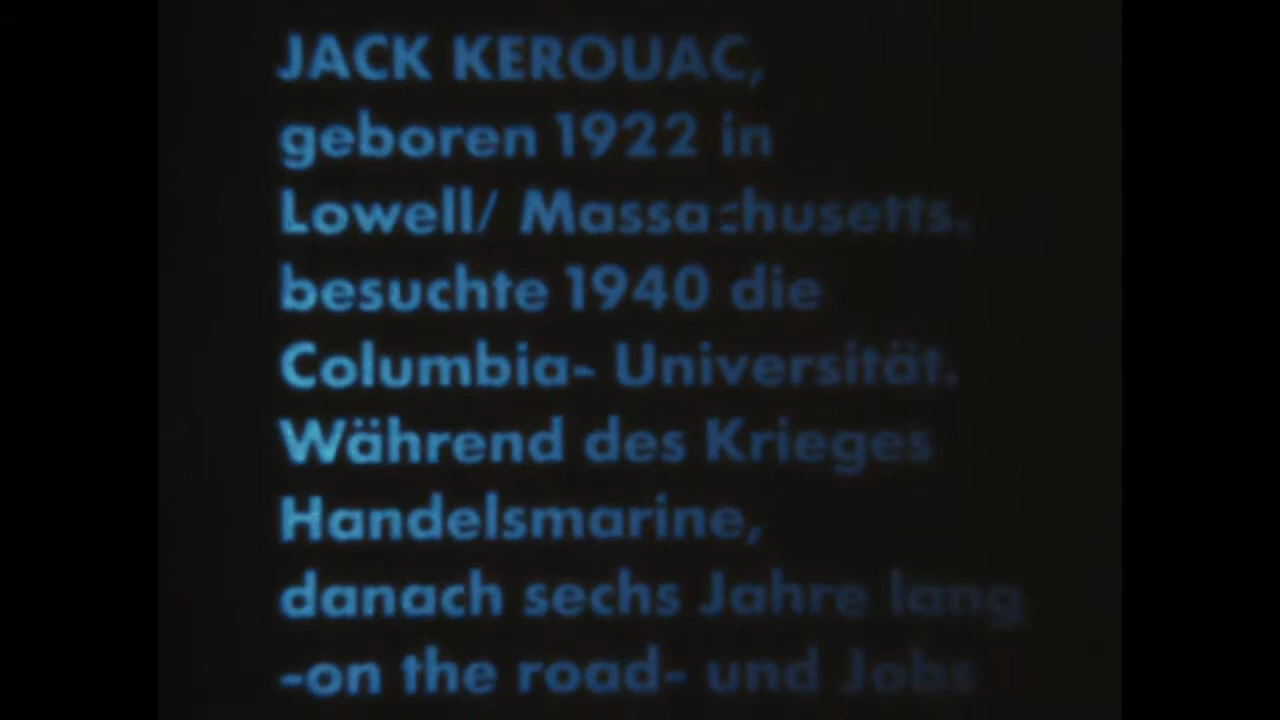 JACK KEROUAC,
geboren 1922 in
Lowell/ Massachusetts,
besuchte 1940 die
Columbia- Universität.
Während des Krieges
Handelsmarine,
danach sechs Jahre lang
-on the road- und Jobs